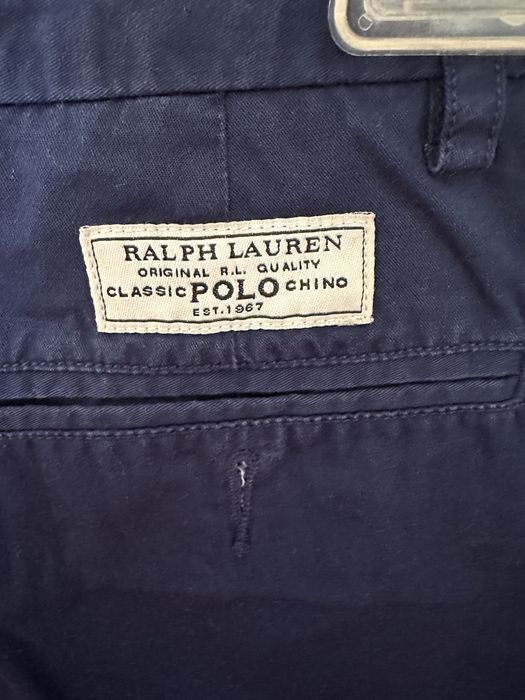 RALPH LAUREN
ORIGINAL R.L. QUALITY
CLASSIC POLO CHINO
EST. 1967